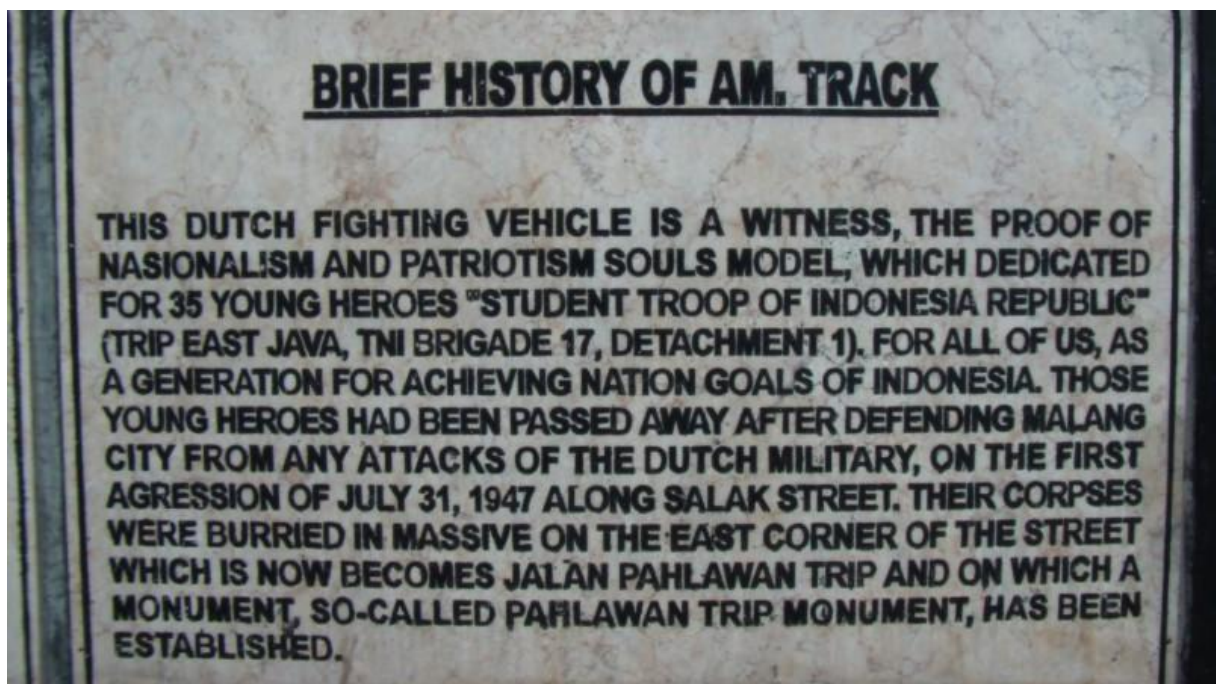 BRIEF HISTORY OF AM. TRACK
THIS DUTCH FIGHTING VEHICLE IS A WITNESS, THE PROOF OF
NASIONALISM AND PATRIOTISM SOULS MODEL, WHICH DEDICATED
FOR 35 YOUNG HEROES "STUDENT TROOP OF INDONESIA REPUBLIC"
(TRIP EAST JAVA, TNI BRIGADE 17, DETACHMENT 1). FOR ALL OF US, AS
A GENERATION FOR ACHIEVING NATION GOALS OF INDONESIA. THOSE
YOUNG HEROES HAD BEEN PASSED AWAY AFTER DEFENDING MALANG
CITY FROM ANY ATTACKS OF THE DUTCH MILITARY, ON THE FIRST
AGRESSION OF JULY 31, 1947 ALONG SALAK STREET. THEIR CORPSES
WERE BURRIED IN MASSIVE ON THE EAST CORNER OF THE STREET
WHICH IS NOW BECOMES JALAN PAHLAWAN TRIP AND ON WHICH A
MONUMENT, SO-CALLED PAHLAWAN TRIP MONUMENT, HAS BEEN
ESTABLISHED.